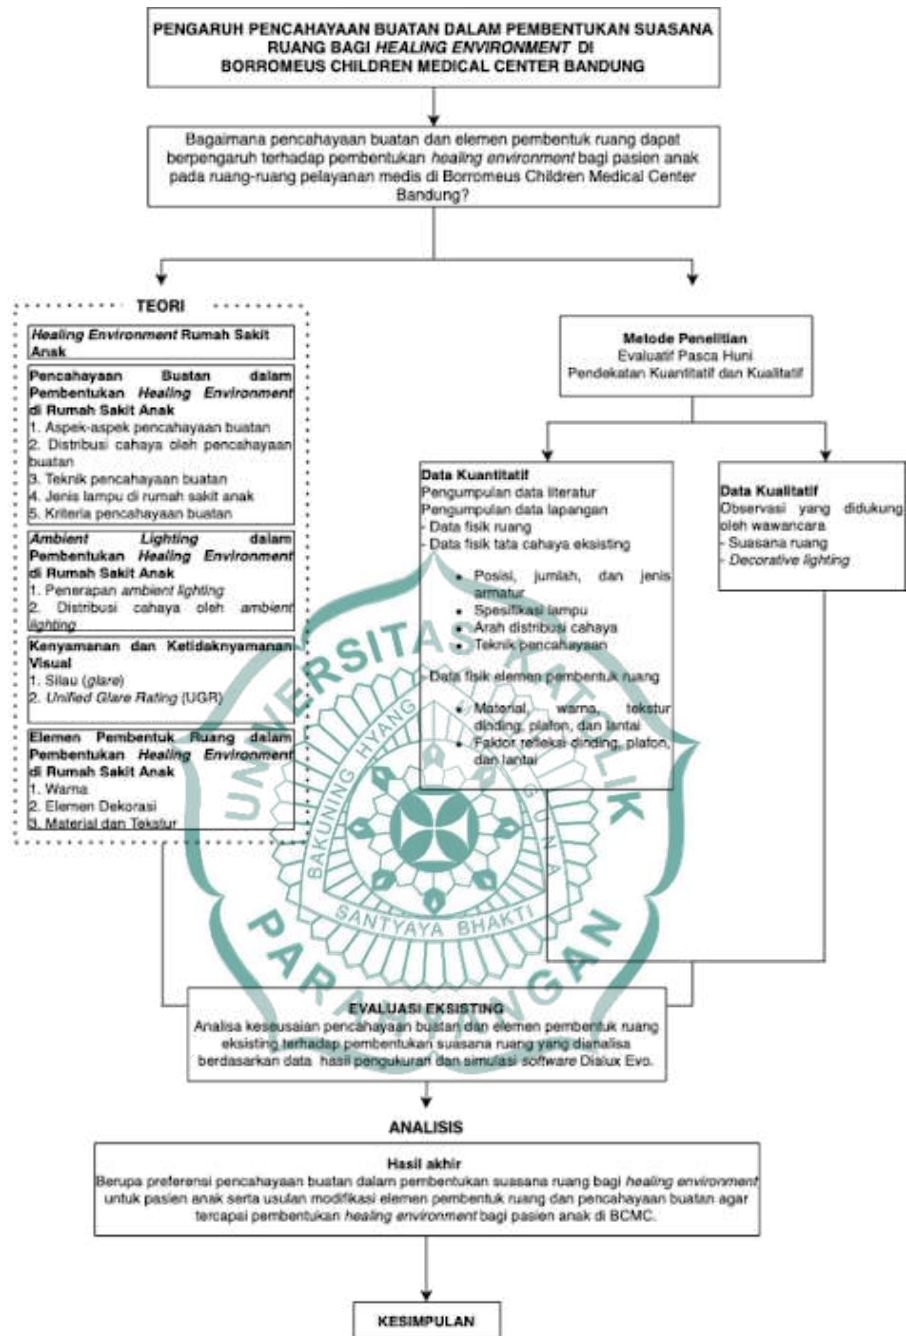 PENGARUH PENCAHAYAAN BUATAN DALAM PEMBENTUKAN SUASANA
RUANG BAGI HEALING ENVIRONMENT DI
BORROMEUS CHILDREN MEDICAL CENTER BANDUNG
Bagaimana pencahayaan buatan dan elemen pembentuk ruang dapat
berpengaruh terhadap pembentukan healing environment bagi pasien anak
pada ruang-ruang pelayanan medis di Borromeus Children Medical Center
Bandung?
TEORI
Healing Environment Rumah Sakit
Anak
Pencahayaan Buatan dalam
Pembentukan Healing Environment
di Rumah Sakit Anak
1. Aspek-aspek pencahayaan buatan
2. Distribusi cahaya oleh pencahayaan
buatan
3. Teknik pencahayaan buatan
4. Jenis lampu di rumah sakit anak
5. Kriteria pencahayaan buatan
Ambient Lighting dalam
Pembentukan Healing Environment
di Rumah Sakit Anak
1. Penerapan ambient lighting
2. Distribusi cahaya oleh ambient
lighting
Kenyamanan dan Ketidaknyamanan
Visual
1. Silau (glare)
2. Unified Glare Rating (UGR)
Elemen Pembentuk Ruang dalam
Pembentukan Healing Environment
di Rumah Sakit Anak
1. Warna
2. Elemen Dekorasi
3. Material dan Tekstur
Metode Penelitian
Evaluatif Pasca Huni
Pendekatan Kuantitatif dan Kualitatif
Data Kuantitatif
Pengumpulan data literatur
Pengumpulan data lapangan
- Data fisik ruang
- Data fisik tata cahaya eksisting
• Posisi, jumlah, dan jenis
armatur
• Spesifikasi lampu
• Arah distribusi cahaya
• Teknik pencahayaan
- Data fisik elemen pembentuk ruang
• Material, warna, tekstur
dinding, plafon, dan lantai
• Faktor refleksi dinding, plafon,
dan lantai
Data Kualitatif
Observasi yang didukung
oleh wawancara
- Suasana ruang
- Decorative lighting
UNIVERSITAS KATOLIK
PARAHYANGAN
BAKUNING HYANG GUNA
SANTYAYA BHAKTI
EVALUASI EKSISTING
Analisa keseusaian pencahayaan buatan dan elemen pembentuk ruang
eksisting terhadap pembentukan suasana ruang yang dianalisa
berdasarkan data hasil pengukuran dan simulasi software Dialux Evo.
ANALISIS
Hasil akhir
Berupa preferensi pencahayaan buatan dalam pembentukan suasana ruang bagi healing environment
untuk pasien anak serta usulan modifikasi elemen pembentuk ruang dan pencahayaan buatan agar
tercapai pembentukan healing environment bagi pasien anak di BCMC.
KESIMPULAN